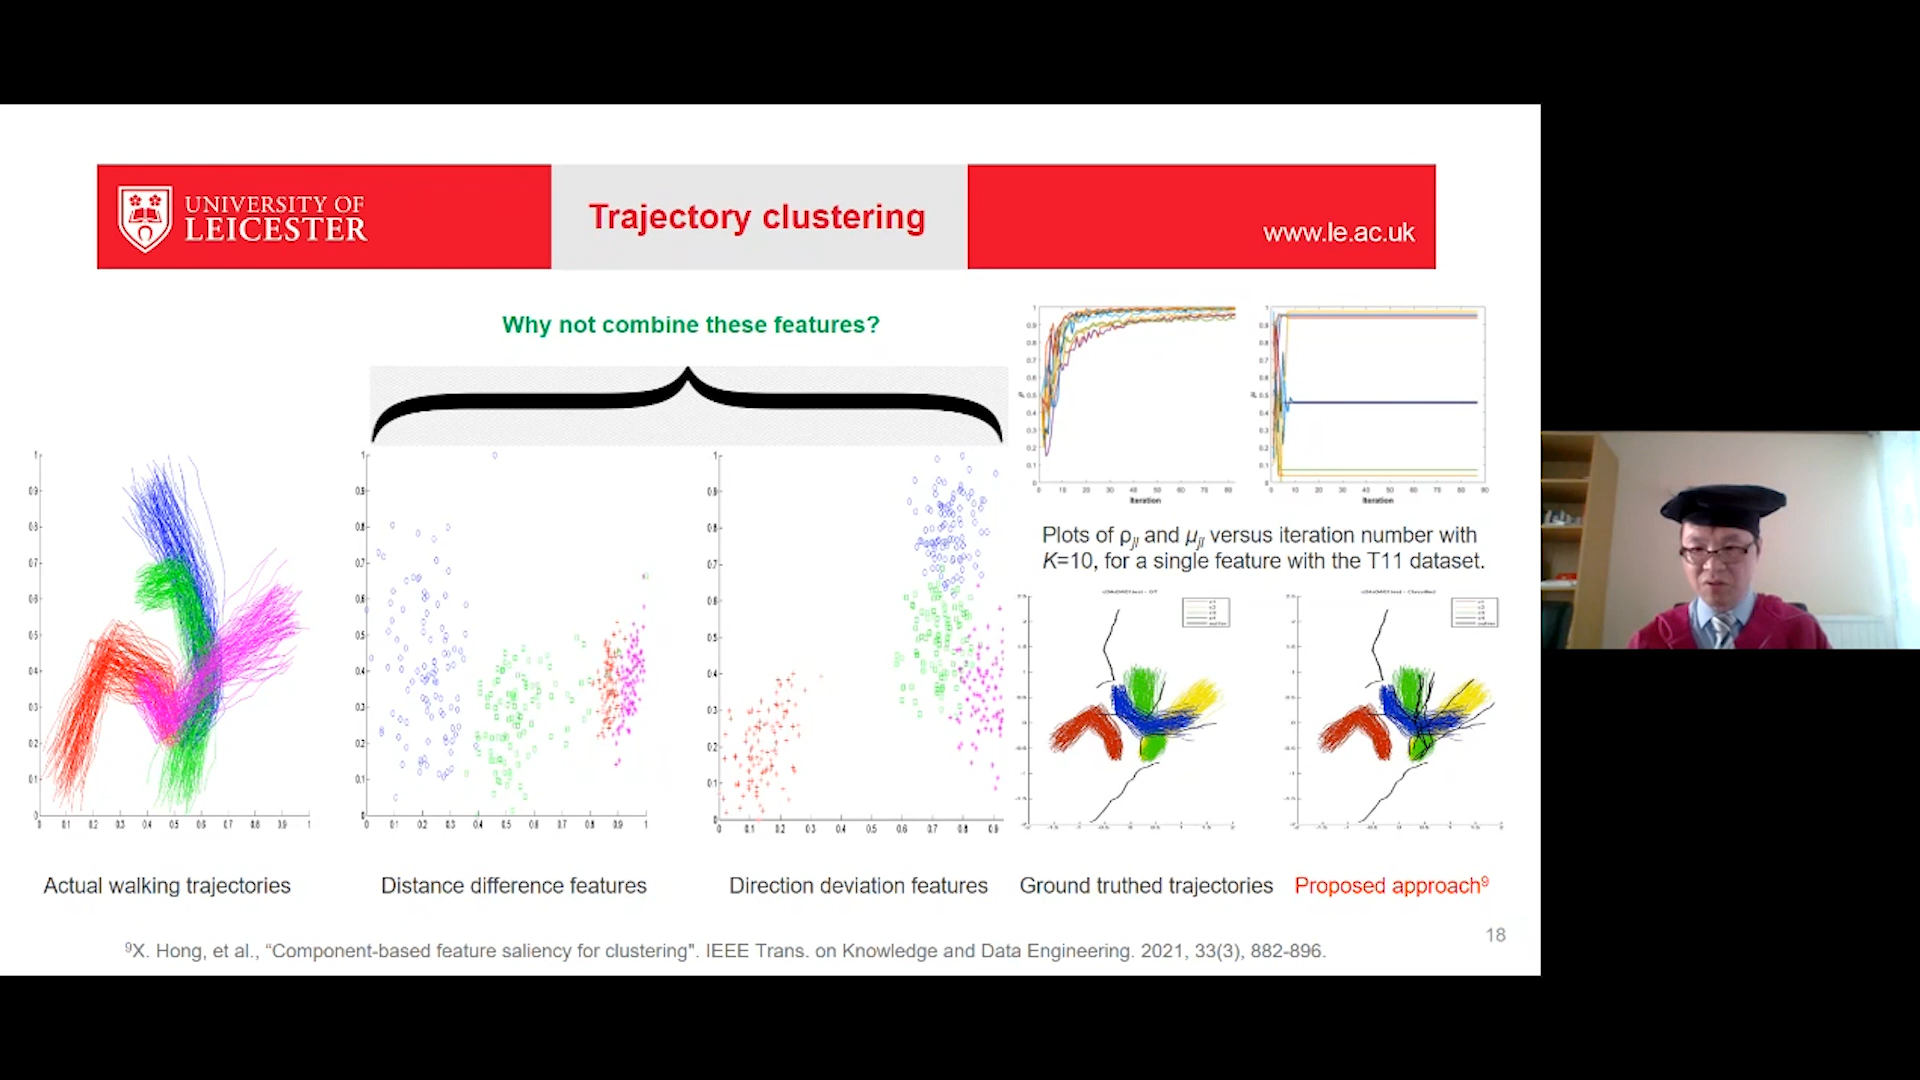 UNIVERSITY OF
LEICESTER
Trajectory clustering
www.le.ac.uk
Why not combine these features?
Iteration
Iteration
Plots of ρjl and μjl versus iteration number with
K=10, for a single feature with the T11 dataset.
Actual walking trajectories
Distance difference features
Direction deviation features
Ground truthed trajectories
Proposed approach⁹
18
⁹X. Hong, et al., “Component-based feature saliency for clustering". IEEE Trans. on Knowledge and Data Engineering. 2021, 33(3), 882-896.